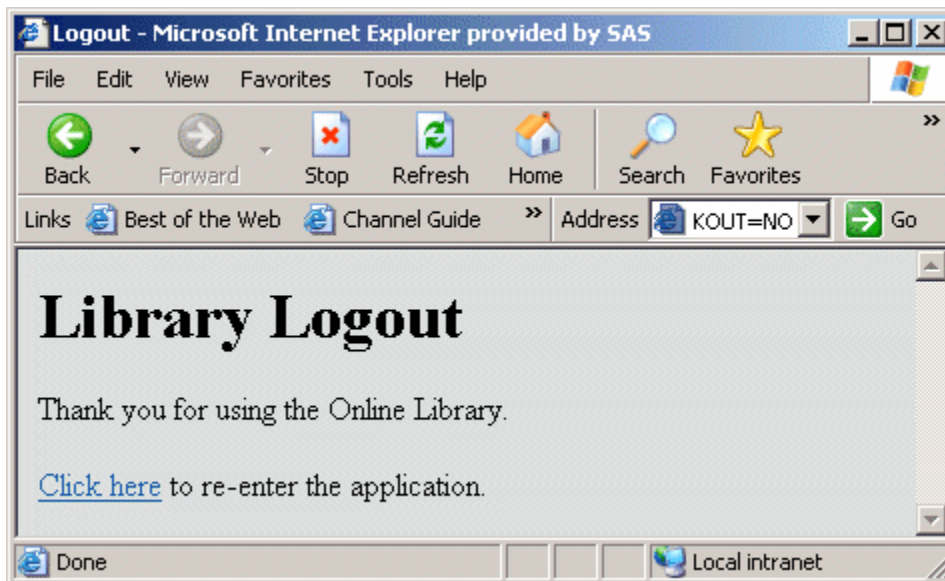 Logout - Microsoft Internet Explorer provided by SAS
File Edit View Favorites Tools Help
Back Forward Stop Refresh Home Search Favorites »
Links Best of the Web Channel Guide » Address KOUT=NO Go
Library Logout
Thank you for using the Online Library.
Click here to re-enter the application.
Done Local intranet